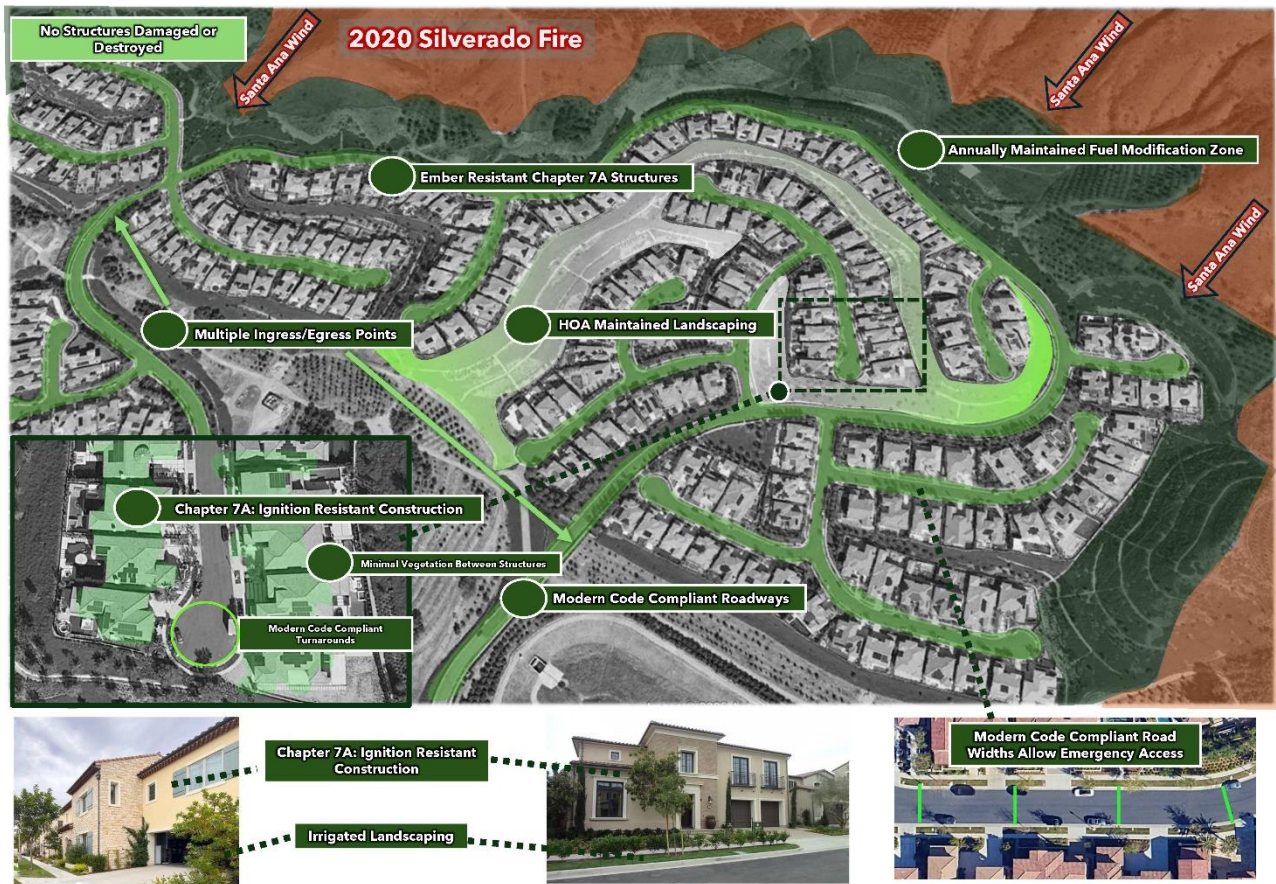 No Structures Damaged or
Destroyed
2020 Silverado Fire
Santa Ana Wind
Santa Ana Wind
Annually Maintained Fuel Modification Zone
Ember Resistant Chapter 7A Structures
Santa Ana Wind
Multiple Ingress/Egress Points
HOA Maintained Landscaping
Chapter 7A: Ignition Resistant Construction
Minimal Vegetation Between Structures
Modern Code Compliant Roadways
Modern Code Compliant
Turnarounds
Chapter 7A: Ignition Resistant
Construction
Irrigated Landscaping
Modern Code Compliant Road
Widths Allow Emergency Access